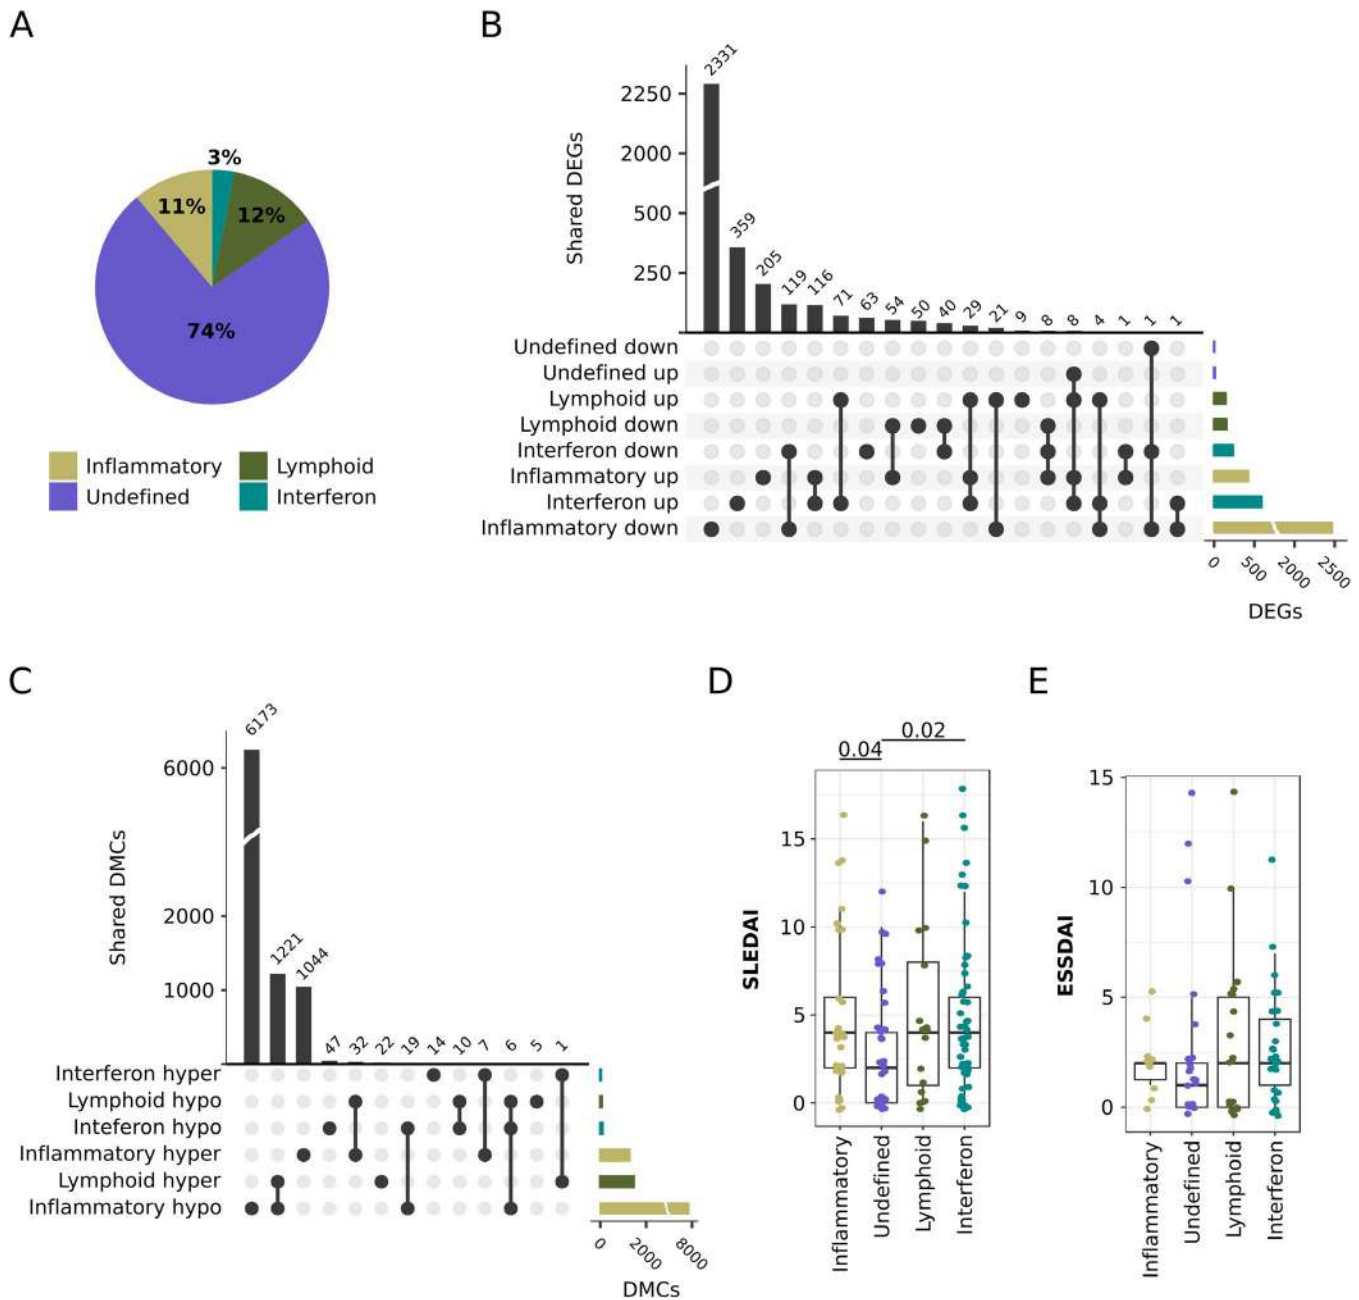 A
3%
11%
12%
74%
Inflammatory
Lymphoid
Undefined
Interferon
B
Shared DEGs
2250
2000
500
250
2331
359
205
119
116
71
63
54
50
40
29
21
9
8
8
4
1
1
1
Undefined down
Undefined up
Lymphoid up
Lymphoid down
Interferon down
Inflammatory up
Interferon up
Inflammatory down
0
500
2000
2500
DEGs
C
Shared DMCs
6000
2000
1000
6173
1221
1044
47
32
22
19
14
10
7
6
5
1
Interferon hyper
Lymphoid hypo
Inteferon hypo
Inflammatory hyper
Lymphoid hyper
Inflammatory hypo
0
2000
8000
DMCs
D
0.04
0.02
SLEDAI
15
10
5
0
Inflammatory
Undefined
Lymphoid
Interferon
E
ESSDAI
15
10
5
0
Inflammatory
Undefined
Lymphoid
Interferon